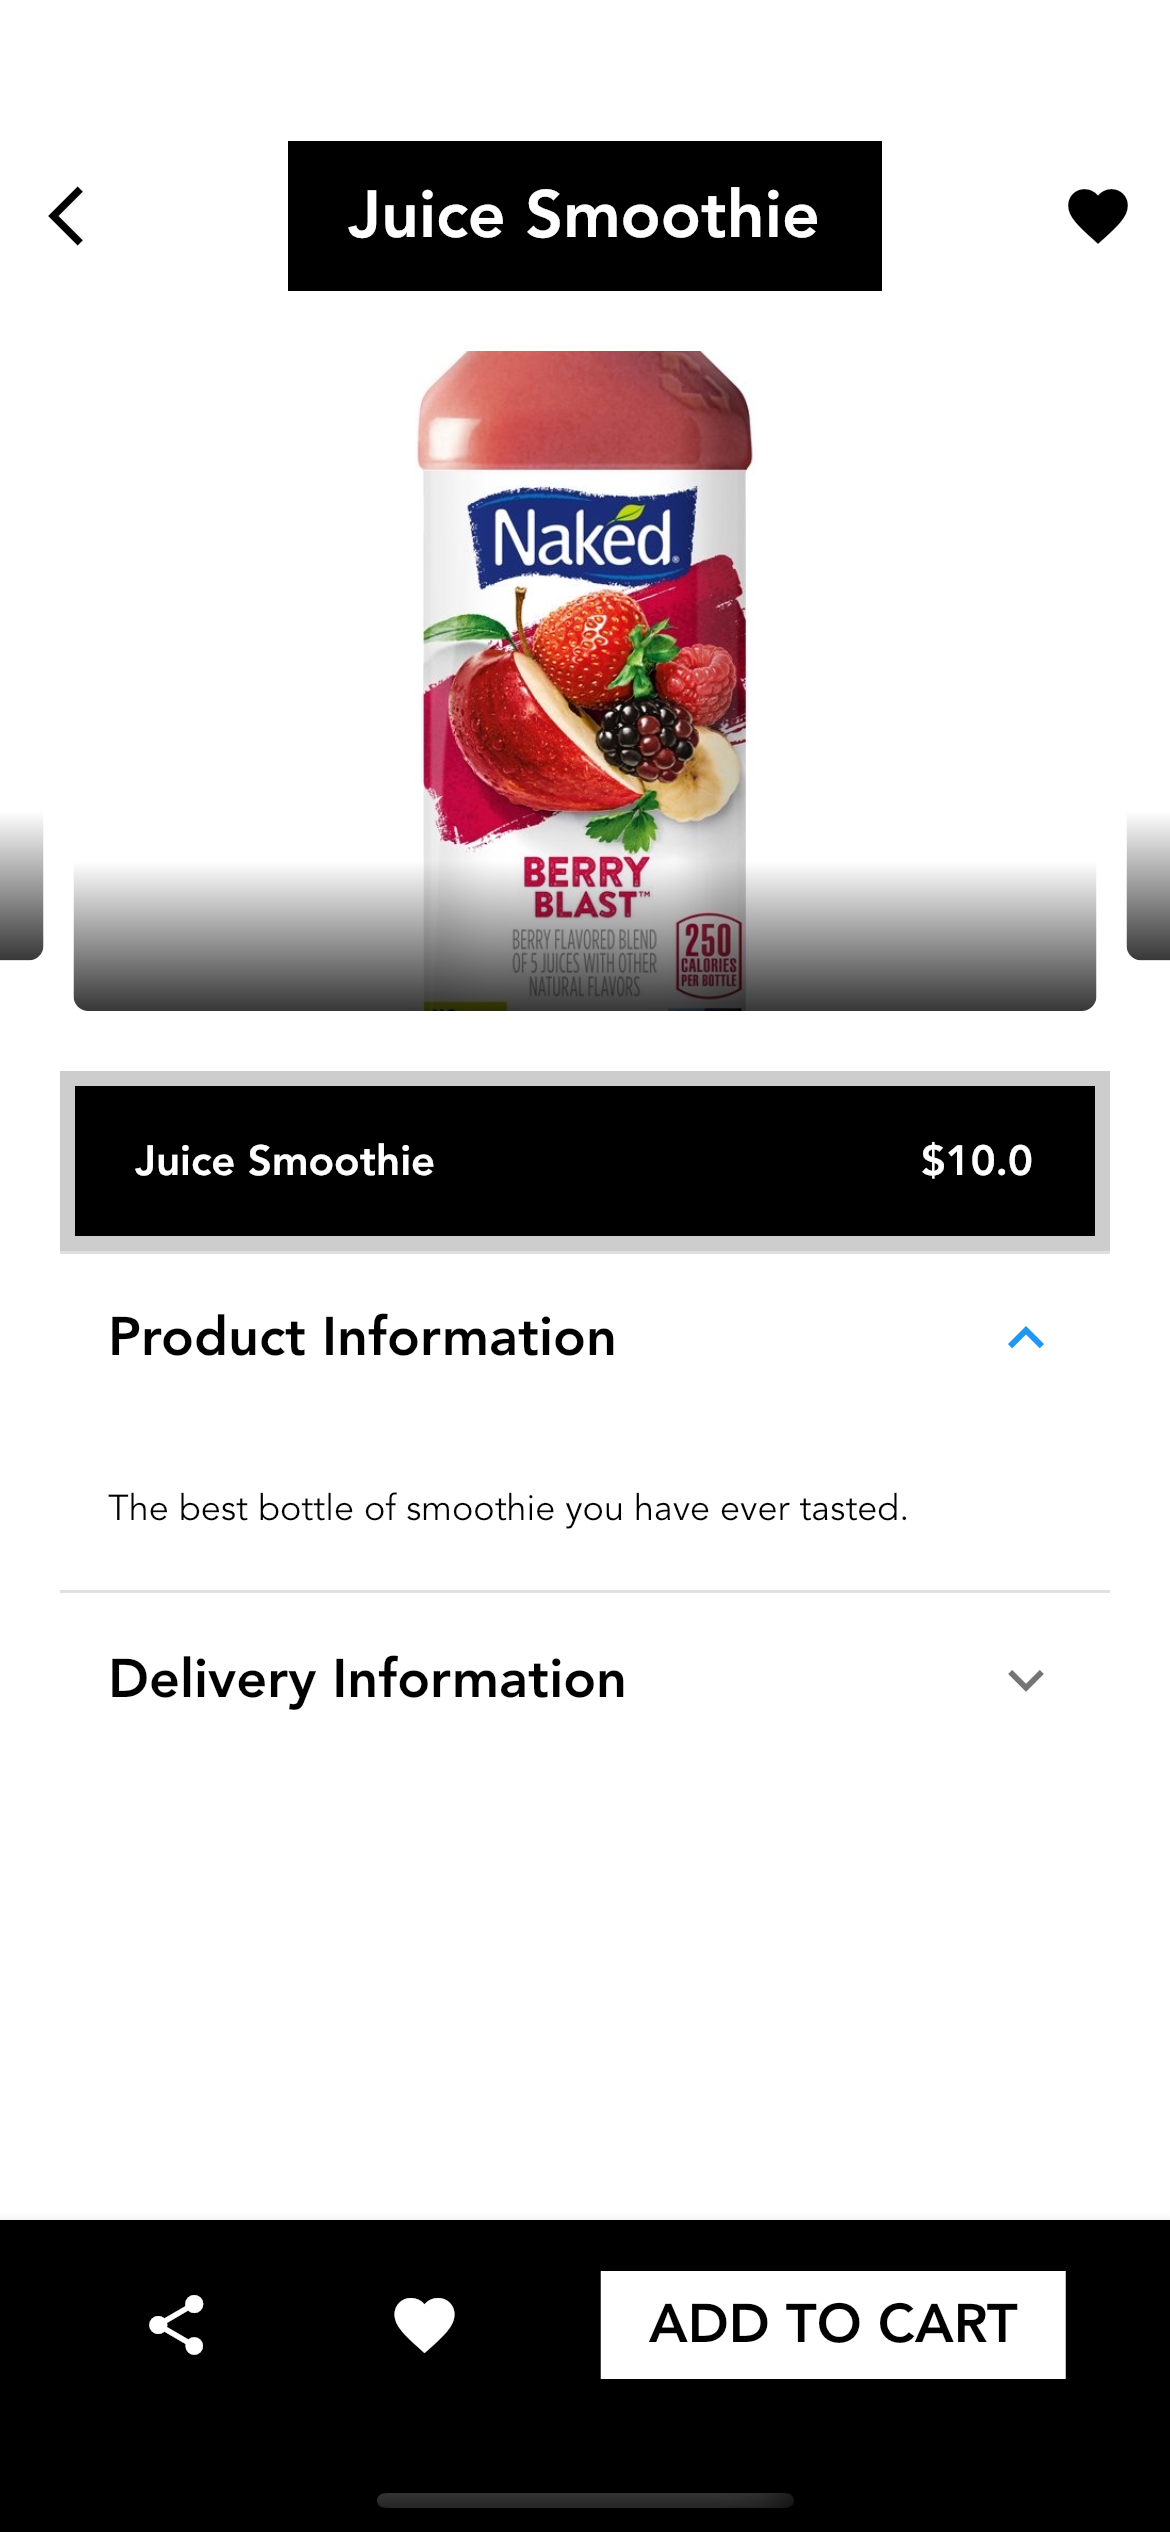 Juice Smoothie
Naked®
BERRY
BLAST™
BERRY FLAVORED BLEND
OF 5 JUICES WITH OTHER
NATURAL FLAVORS
250
CALORIES
PER BOTTLE
Juice Smoothie $10.0
Product Information
The best bottle of smoothie you have ever tasted.
Delivery Information
ADD TO CART